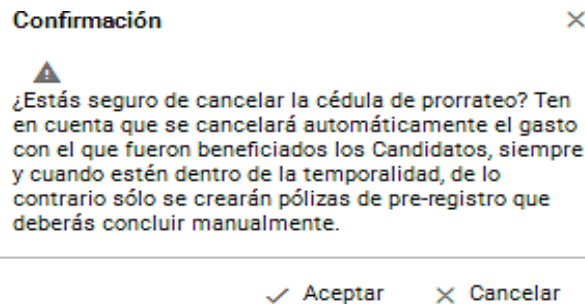 Confirmación
¿Estás seguro de cancelar la cédula de prorrateo? Ten
en cuenta que se cancelará automáticamente el gasto
con el que fueron beneficiados los Candidatos, siempre
y cuando estén dentro de la temporalidad, de lo
contrario sólo se crearán pólizas de pre-registro que
deberás concluir manualmente.
Aceptar Cancelar